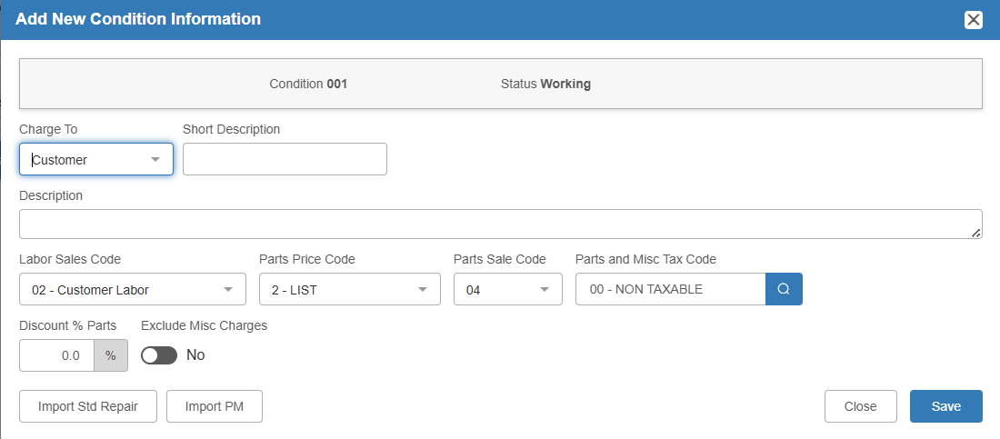 Add New Condition Information
Condition 001 Status Working
Charge To Short Description
Customer
Description
Labor Sales Code Parts Price Code Parts Sale Code Parts and Misc Tax Code
02 - Customer Labor 2 - LIST 04 00 - NON TAXABLE
Discount % Parts Exclude Misc Charges
0.0 % No
Import Std Repair Import PM Close Save